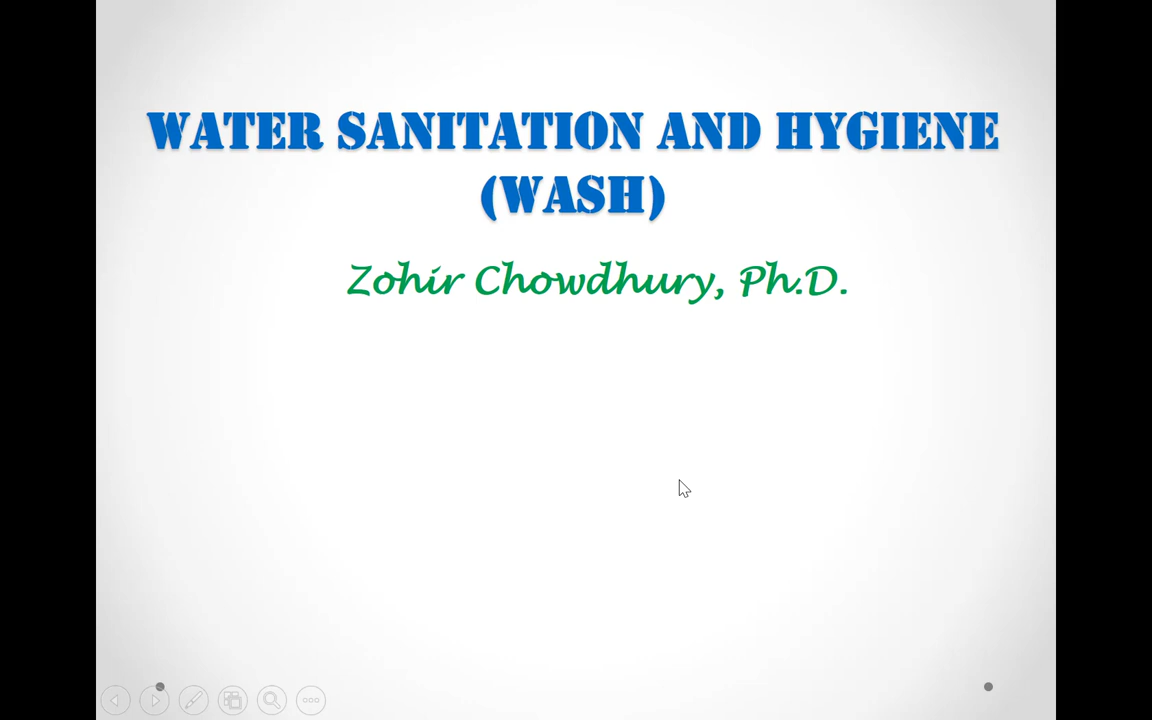 WATER SANITATION AND HYGIENE
(WASH)
Zohir Chowdhury, Ph.D.